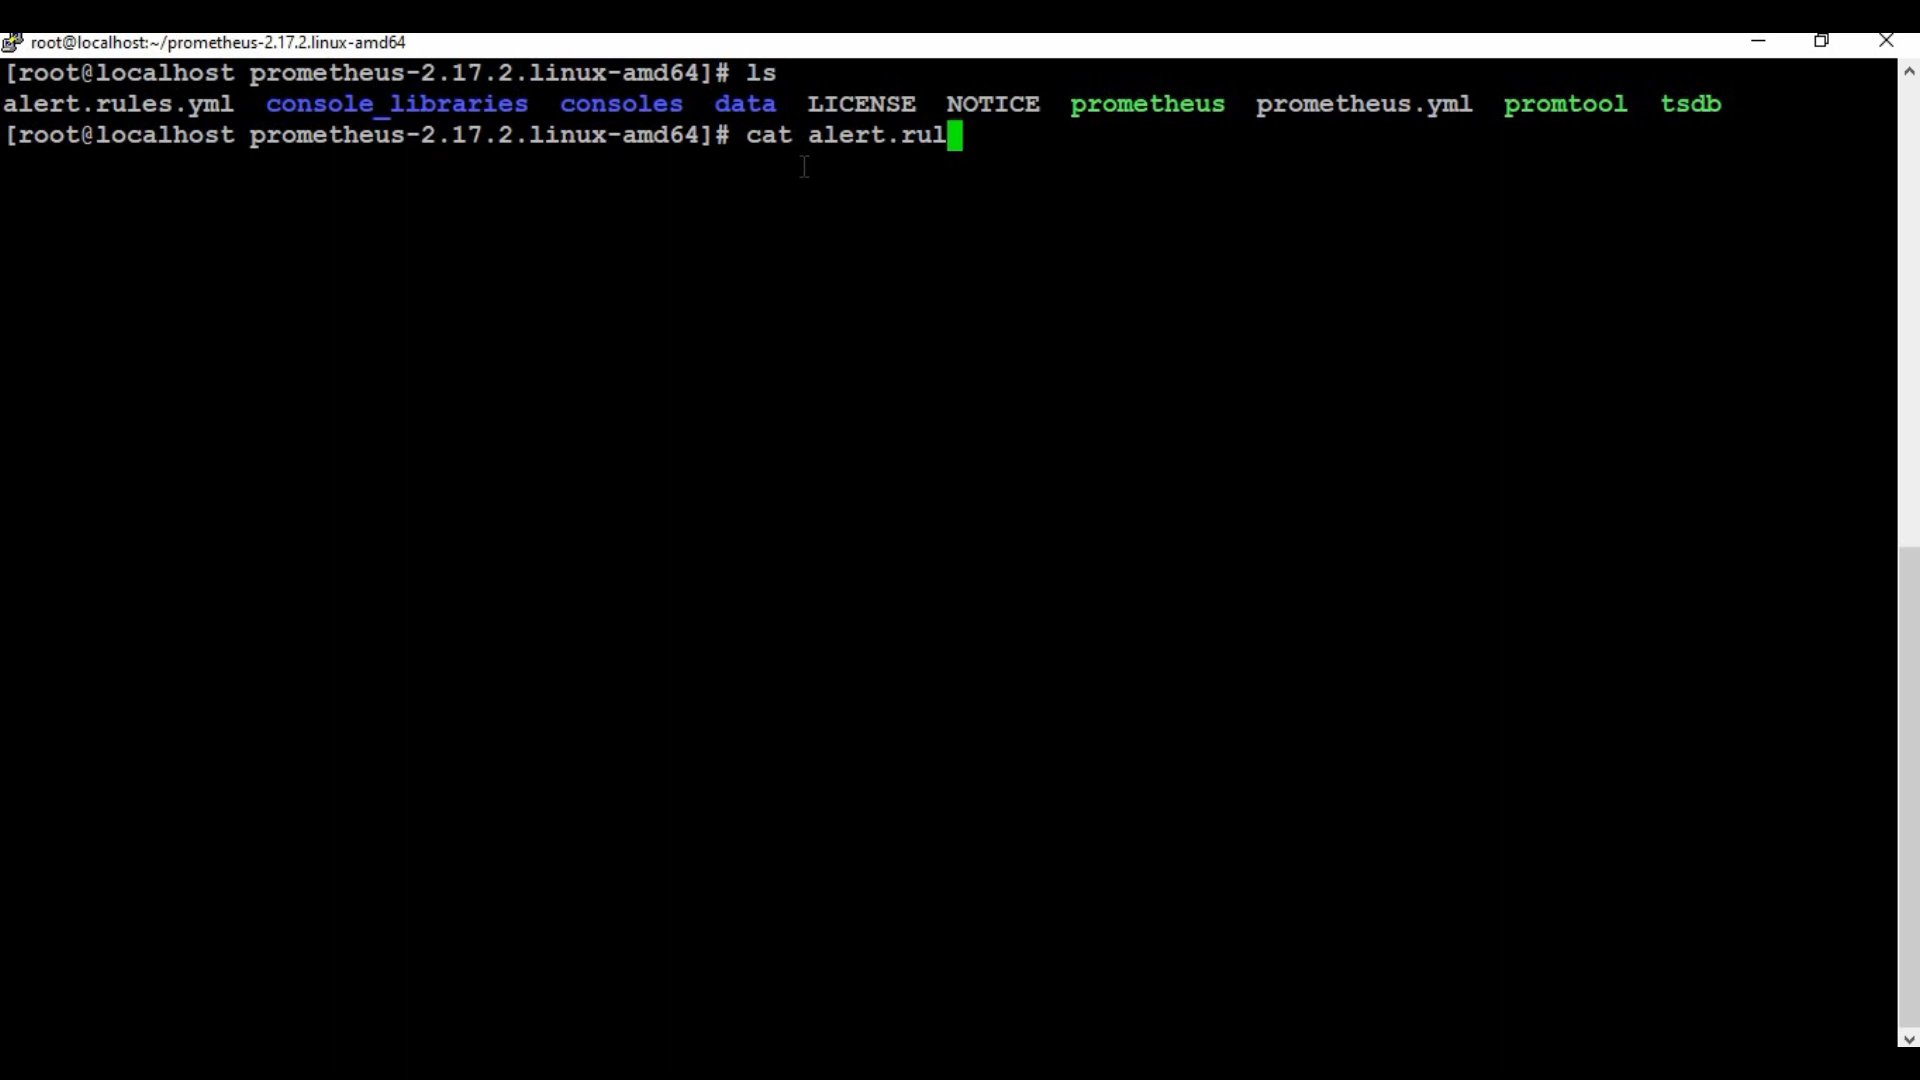 root@localhost:~/prometheus-2.17.2.linux-amd64
[root@localhost prometheus-2.17.2.linux-amd64]# ls
alert.rules.yml  console_libraries  consoles  data  LICENSE  NOTICE  prometheus  prometheus.yml  promtool  tsdb
[root@localhost prometheus-2.17.2.linux-amd64]# cat alert.rul